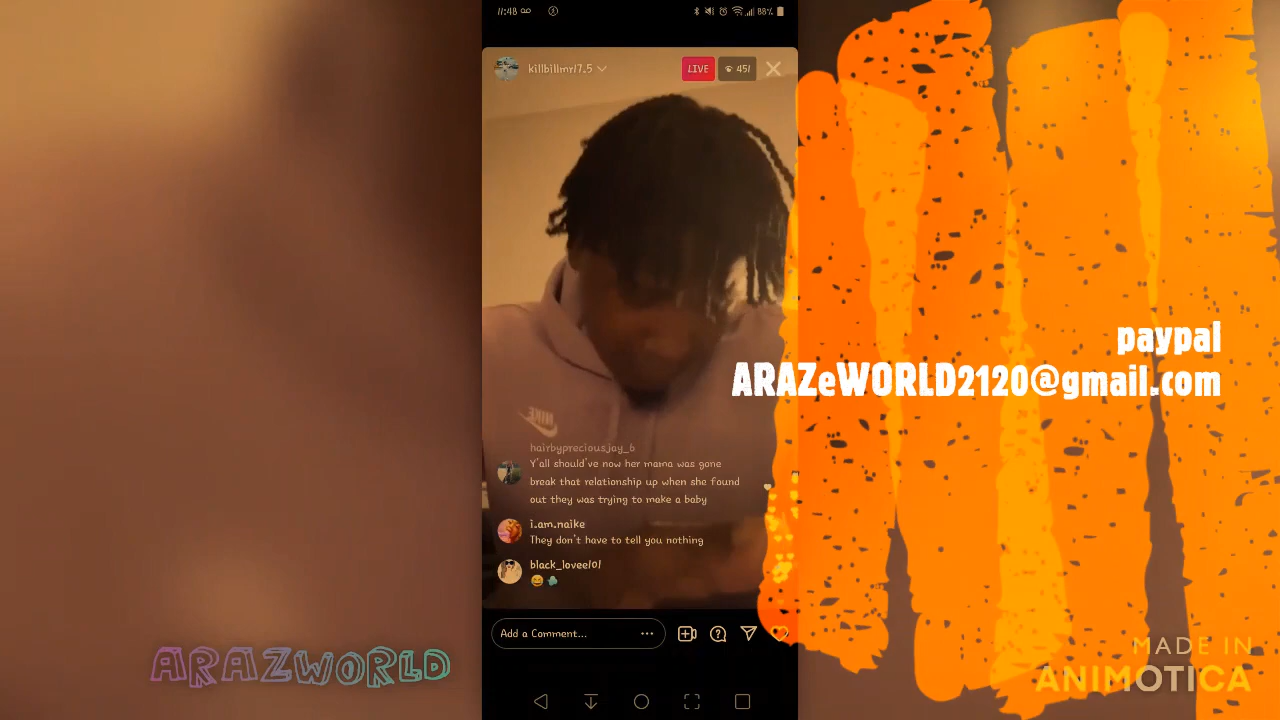 11:48
88%
killbillmr17.5
LIVE
451
NIKE
hairbypreciousjay_b
Y'all should've now her mama was gone
break that relationship up when she found
out they was trying to make a baby
i.am.naike
They don't have to tell you nothing
black_lovee101
Add a Comment...
paypal
ARAZeWORLD2120@gmail.com
ARAZWORLD
MADE IN
ANIMOTICA